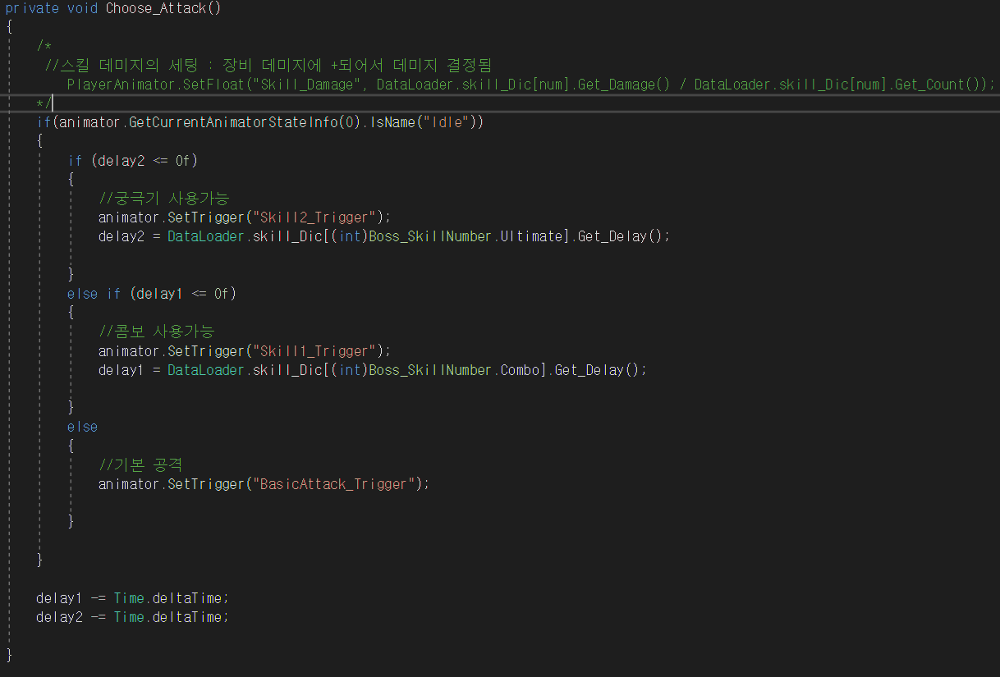 private void Choose_Attack()
{
/*
//스킬 데미지의 세팅 : 장비 데미지에 +되어서 데미지 결정됨
PlayerAnimator.SetFloat("Skill_Damage", DataLoader.skill_Dic[num].Get_Damage() / DataLoader.skill_Dic[num].Get_Count());
*/
if(animator.GetCurrentAnimatorStateInfo(0).IsName("Idle"))
{
if (delay2 <= 0f)
{
//궁극기 사용가능
animator.SetTrigger("Skill2_Trigger");
delay2 = DataLoader.skill_Dic[(int)Boss_SkillNumber.Ultimate].Get_Delay();
}
else if (delay1 <= 0f)
{
//콤보 사용가능
animator.SetTrigger("Skill1_Trigger");
delay1 = DataLoader.skill_Dic[(int)Boss_SkillNumber.Combo].Get_Delay();
}
else
{
//기본 공격
animator.SetTrigger("BasicAttack_Trigger");
}
}
delay1 -= Time.deltaTime;
delay2 -= Time.deltaTime;
}